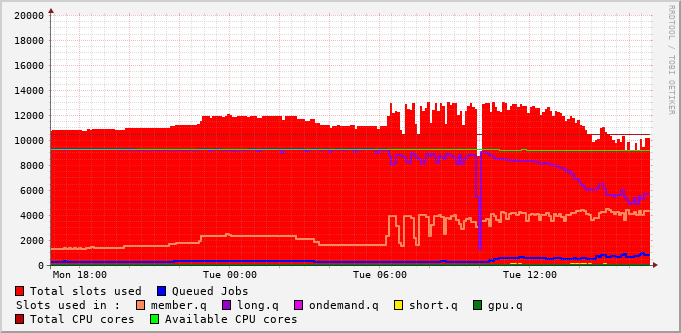 20000
18000
16000
14000
12000
10000
8000
6000
4000
2000
0
Mon 18:00 Tue 00:00 Tue 06:00 Tue 12:00
Total slots used Queued Jobs
Slots used in : member.q long.q ondemand.q short.q gpu.q
Total CPU cores Available CPU cores
RRDTOOL / TOBI OETIKER